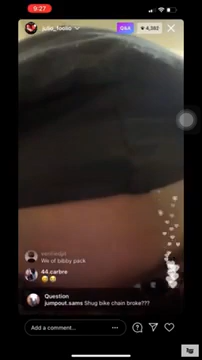 9:27
julio_foolio
Q&A
4,382
We of bibby pack
44.carbre
😂😂
Question
jumpout.sams Shug bike chain broke???
Add a comment...